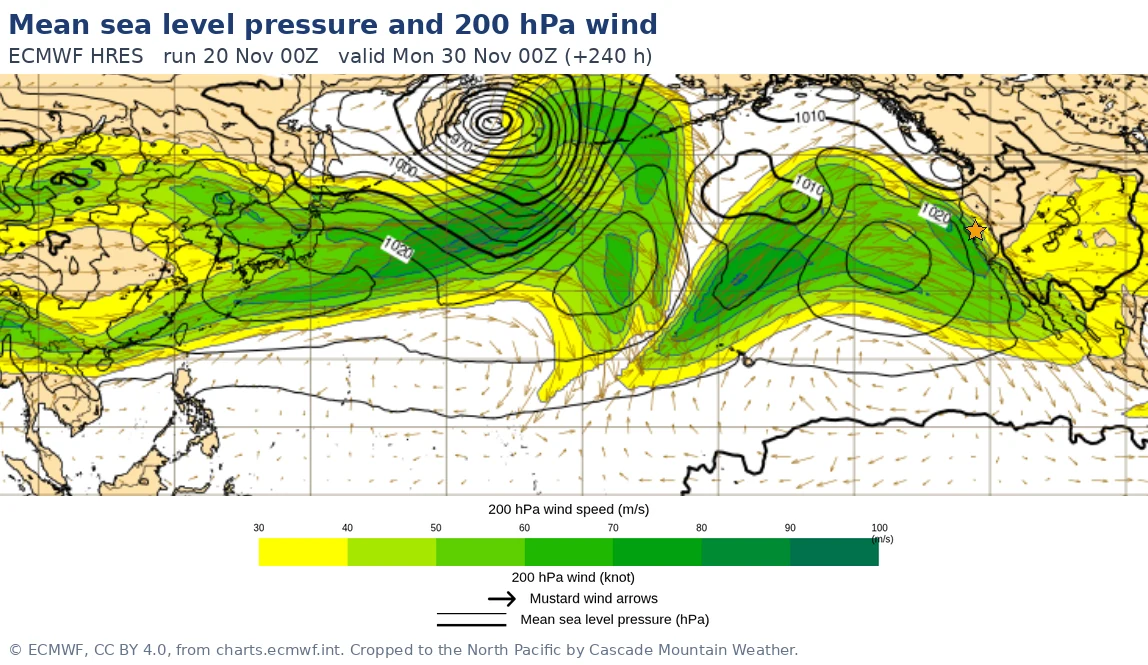 Mean sea level pressure and 200 hPa wind
ECMWF HRES run 20 Nov 00Z valid Mon 30 Nov 00Z (+240 h)
970
1000
1010
1010
1020
1020
200 hPa wind speed (m/s)
30 40 50 60 70 80 90 100
(m/s)
200 hPa wind (knot)
Mustard wind arrows
Mean sea level pressure (hPa)
© ECMWF, CC BY 4.0, from charts.ecmwf.int. Cropped to the North Pacific by Cascade Mountain Weather.